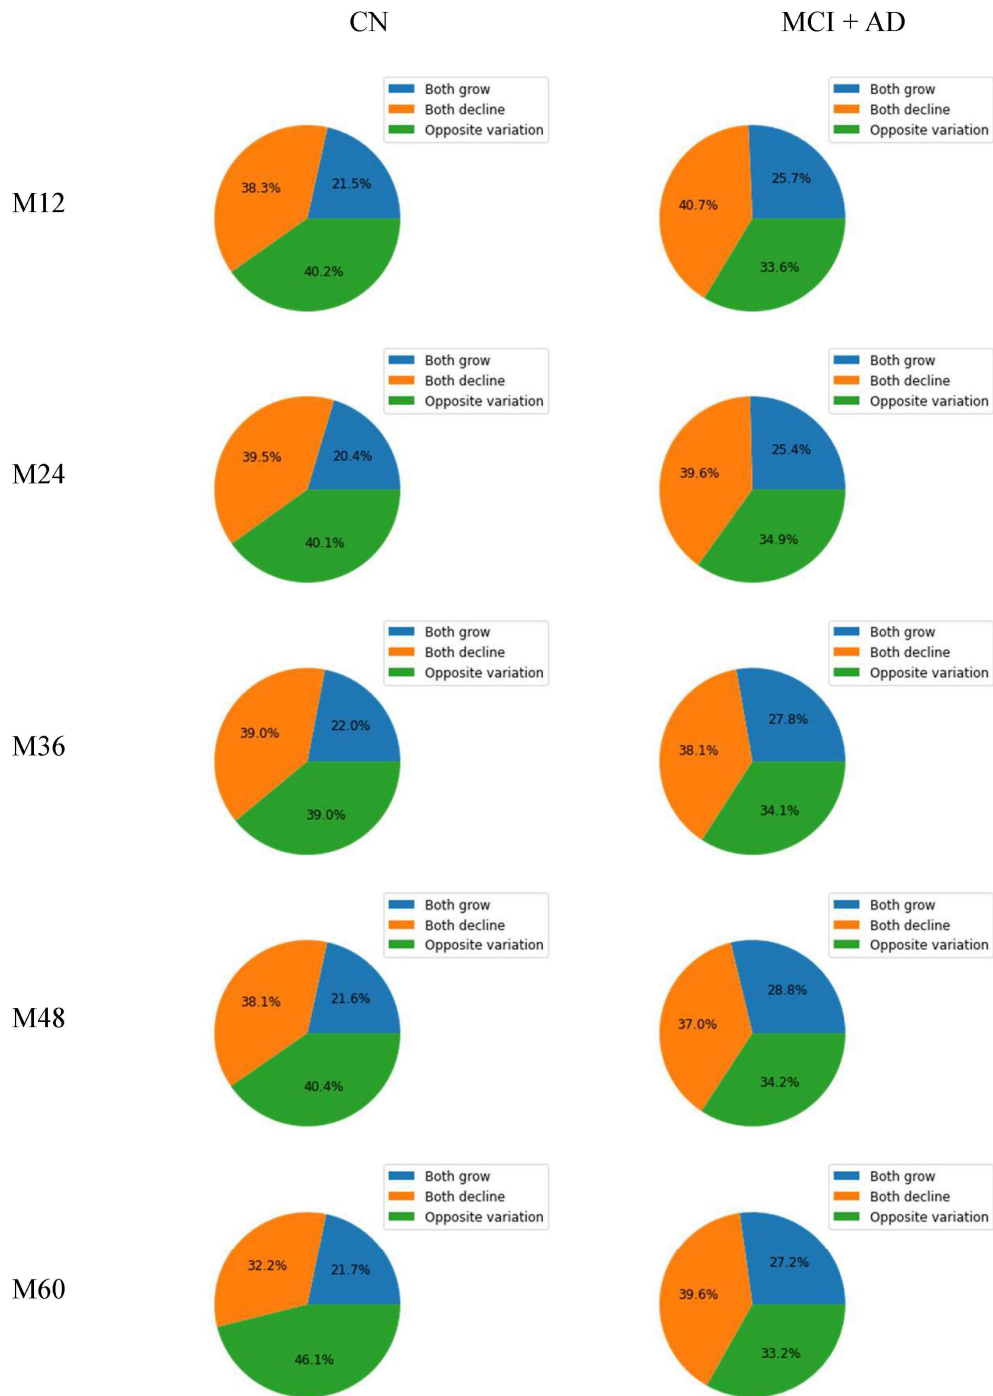 CN
MCI + AD
M12
Both grow
Both decline
Opposite variation
38.3%
21.5%
40.2%
Both grow
Both decline
Opposite variation
25.7%
40.7%
33.6%
M24
Both grow
Both decline
Opposite variation
39.5%
20.4%
40.1%
Both grow
Both decline
Opposite variation
25.4%
39.6%
34.9%
M36
Both grow
Both decline
Opposite variation
39.0%
22.0%
39.0%
Both grow
Both decline
Opposite variation
27.8%
38.1%
34.1%
M48
Both grow
Both decline
Opposite variation
38.1%
21.6%
40.4%
Both grow
Both decline
Opposite variation
28.8%
37.0%
34.2%
M60
Both grow
Both decline
Opposite variation
32.2%
21.7%
46.1%
Both grow
Both decline
Opposite variation
27.2%
39.6%
33.2%